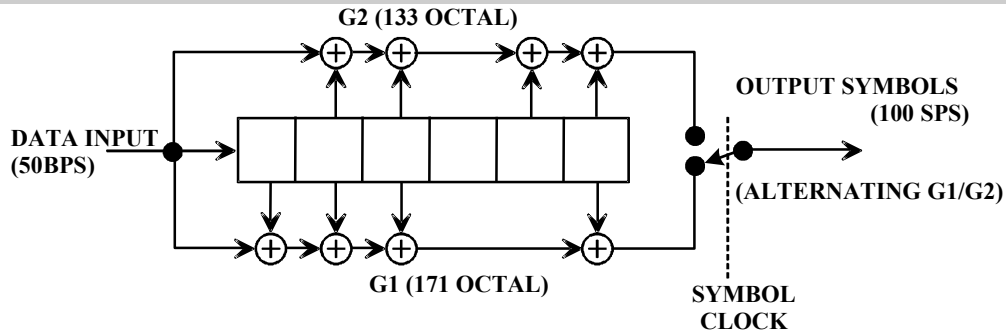 G2 (133 OCTAL)
DATA INPUT
(50BPS)
OUTPUT SYMBOLS
(100 SPS)
(ALTERNATING G1/G2)
G1 (171 OCTAL)
SYMBOL
CLOCK